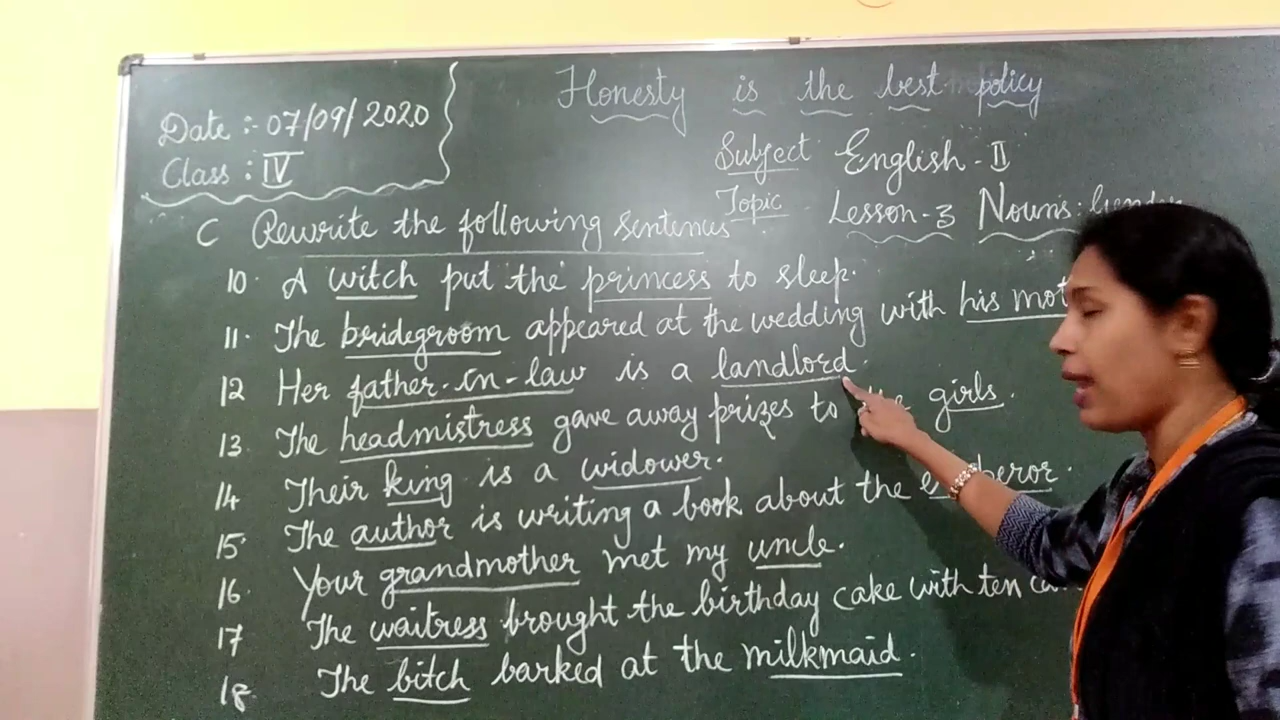 Honesty is the best policy
Date :- 07/09/2020
Class : IV
Subject English - II
Topic Lesson-3 Nouns:
C Rewrite the following sentences
10. A witch put the princess to sleep.
11. The bridegroom appeared at the wedding with his
12 Her father-in-law is a landlord.
13. The headmistress gave away prizes to girls.
14 Their king is a widower.
15. The author is writing a book about the
16. Your grandmother met my uncle.
17 The waitress brought the birthday cake with ten
18. The bitch barked at the milkmaid.